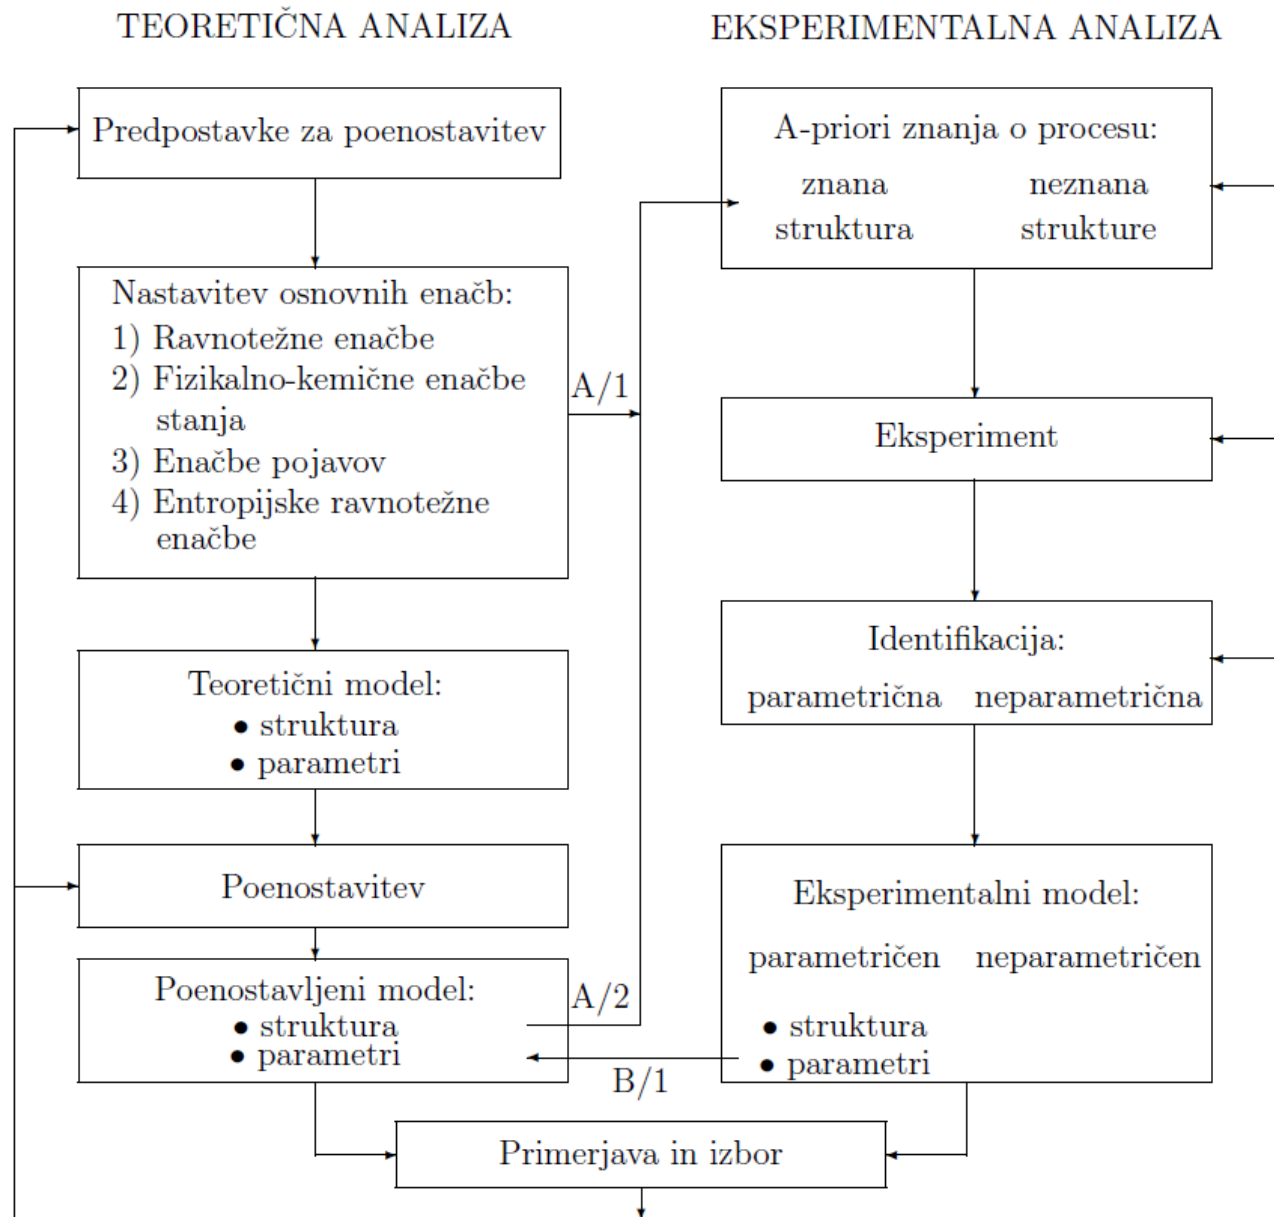 TEORETIČNA ANALIZA
Predpostavke za poenostavitev
Nastavitev osnovnih enačb:
1) Ravnotežne enačbe
2) Fizikalno-kemične enačbe
stanja
3) Enačbe pojavov
4) Entropijske ravnotežne
enačbe
A/1
Teoretični model:
• struktura
• parametri
Poenostavitev
Poenostavljeni model:
• struktura
• parametri
A/2
B/1
EKSPERIMENTALNA ANALIZA
A-priori znanja o procesu:
znana neznana
struktura strukture
Eksperiment
Identifikacija:
parametrična neparametrična
Eksperimentalni model:
parametričen neparametričen
• struktura
• parametri
Primerjava in izbor